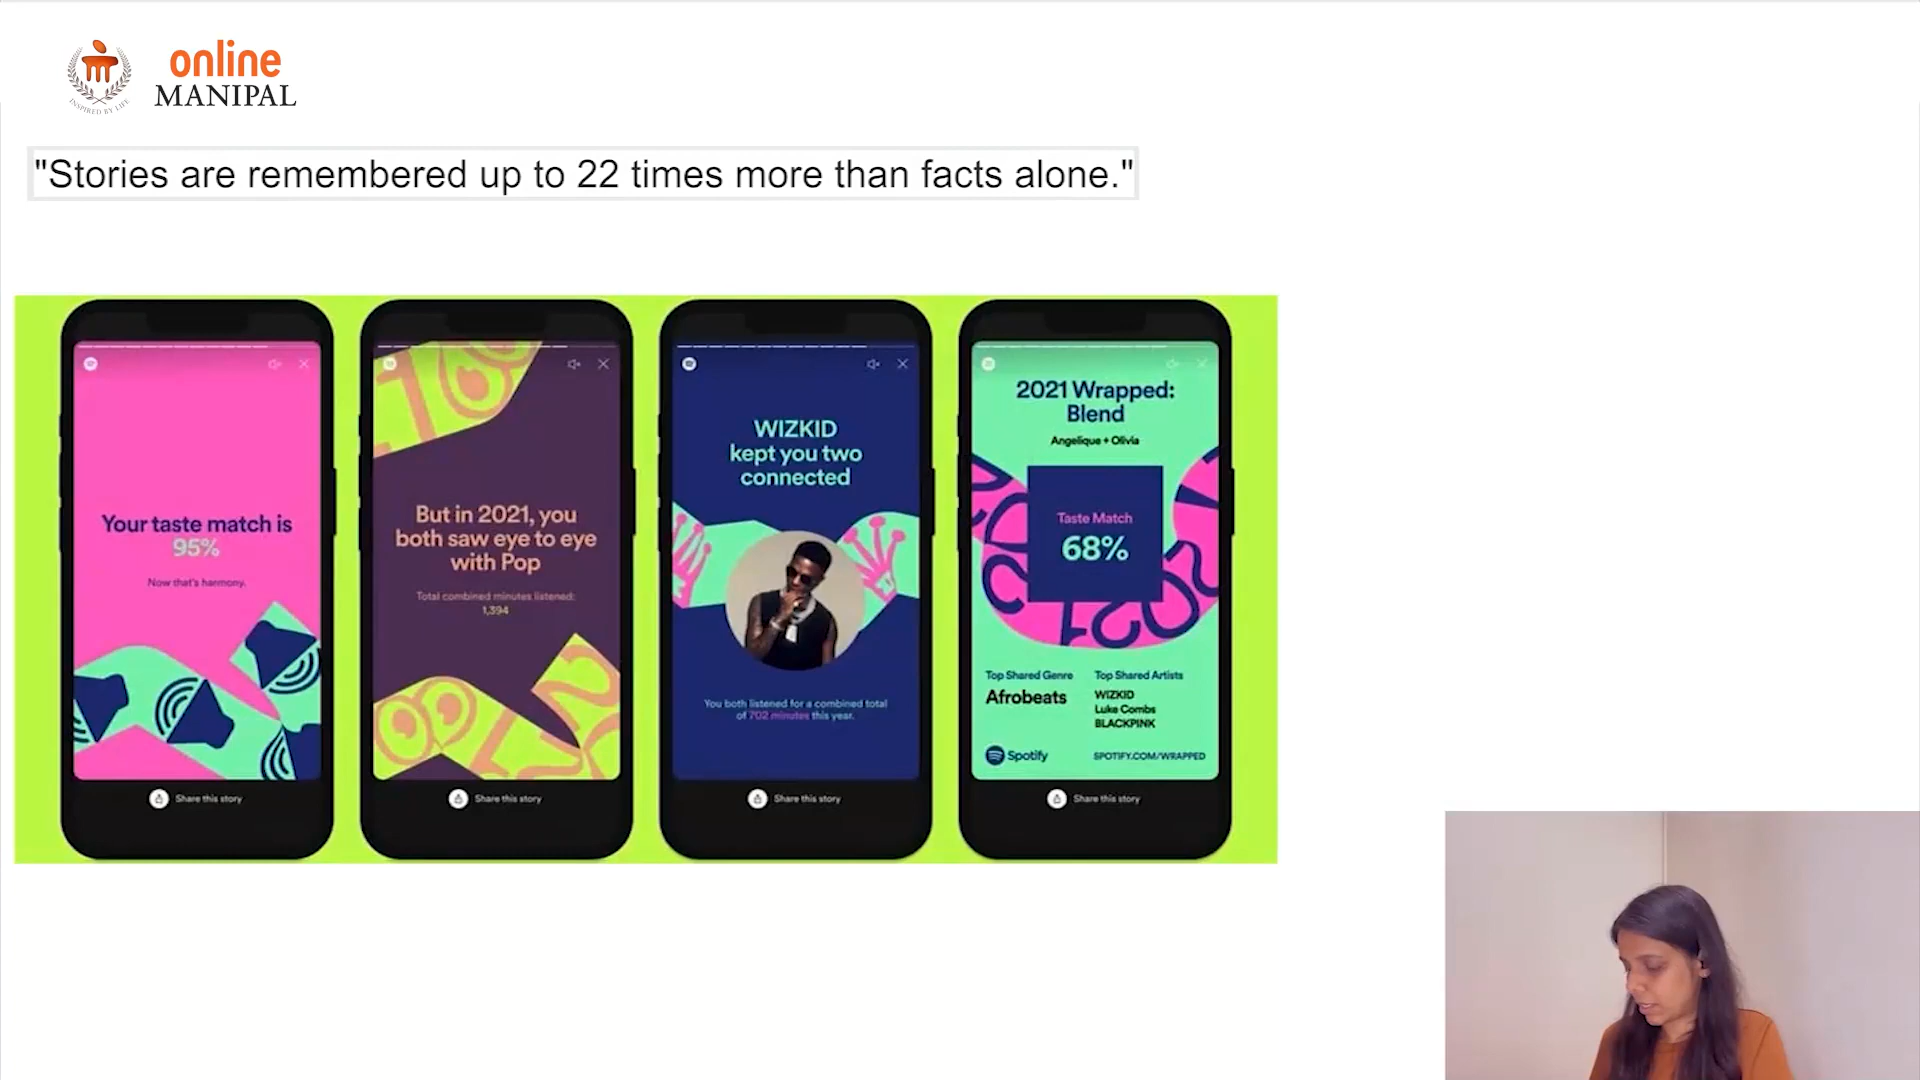 online
MANIPAL
INSPIRED BY LIFE
"Stories are remembered up to 22 times more than facts alone."
Your taste match is
95%
Now that's harmony.
Share this story
But in 2021, you
both saw eye to eye
with Pop
Total combined minutes listened:
1,394
Share this story
WIZKID
kept you two
connected
You both listened for a combined total
of 702 minutes this year.
Share this story
2021 Wrapped:
Blend
Angelique + Olivia
Taste Match
68%
2021
Top Shared Genre
Afrobeats
Top Shared Artists
WIZKID
Luke Combs
BLACKPINK
Spotify
SPOTIFY.COM/WRAPPED
Share this story